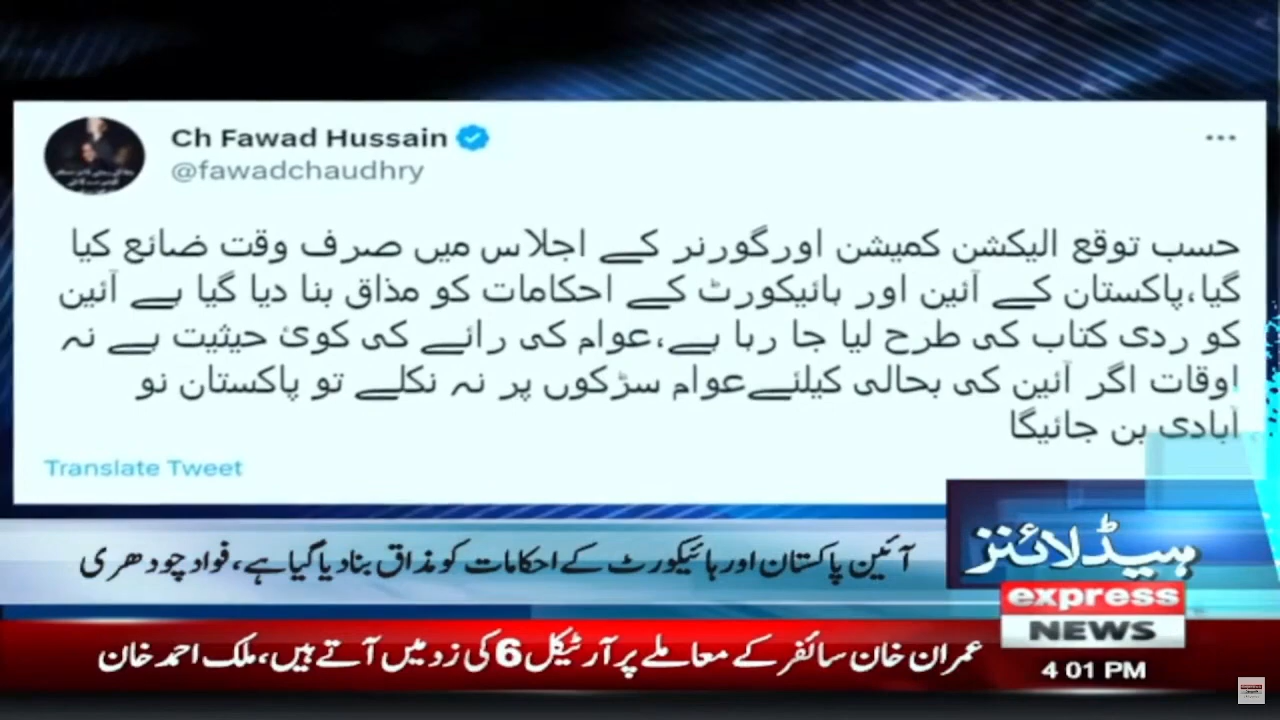 Ch Fawad Hussain
@fawadchaudhry
حسب توقع الیکشن کمیشن اورگورنر کے اجلاس میں صرف وقت ضائع کیا
گیا،پاکستان کے آئین اور ہائیکورٹ کے احکامات کو مذاق بنا دیا گیا ہے آئین
کو ردی کتاب کی طرح لیا جا رہا ہے،عوام کی رائے کی کوئ حیثیت ہے نہ
اوقات اگر آئین کی بحالی کیلئےعوام سڑکوں پر نہ نکلے تو پاکستان نو
آبادی بن جائیگا
Translate Tweet
ہیڈلائنز
آئین پاکستان اور ہائیکورٹ کے احکامات کو مذاق بنا دیا گیا ہے، فواد چودھری
express
NEWS
عمران خان سائفر کے معاملے پر آرٹیکل 6 کی زد میں آتے ہیں، ملک احمد خان
4 01 PM